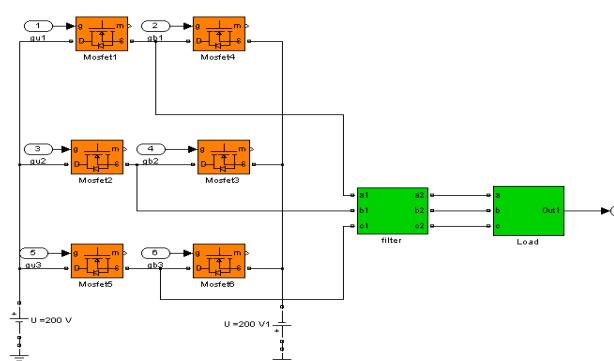 1 g m 2 g m
gu1 D S gb1 D S
Mosfet1 Mosfet4
3 g m 4 g m
gu2 D S gb2 D S
Mosfet2 Mosfet3
a1 a2 a
b1 b2 b Out1
c1 c2 c
filter Load
5 g m 6 g m
gu3 D S gb3 D S
Mosfet5 Mosfet6
+ U =200 V
U =200 V1 +